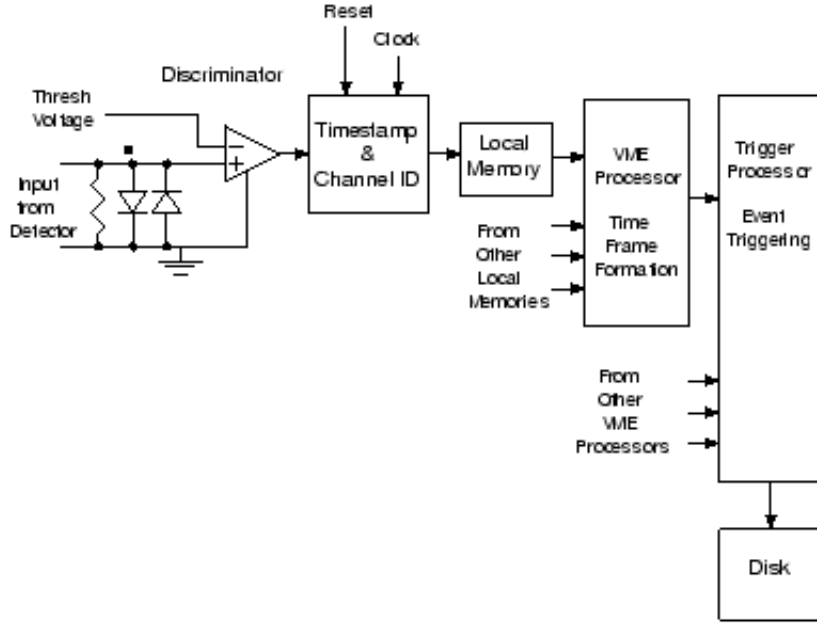 Reset
Clock
Discriminator
Thresh
Voltage
Input
from
Detector
−
+
Timestamp
&
Channel ID
Local
Memory
VME
Processor
Time
Frame
Formation
From
Other
Local
Memories
Trigger
Processor
Event
Triggering
From
Other
VME
Processors
Disk